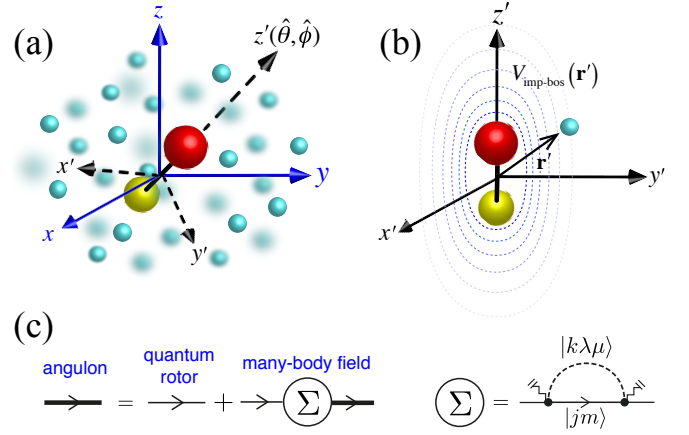 (a)
z
z′(θ̂,ϕ̂)
x′
y
x
y′
(b)
z′
V_imp-bos(r′)
r′
y′
x′
(c)
angulon
=
quantum
rotor
+
many-body field
Σ
Σ
=
|kλμ⟩
|jm⟩